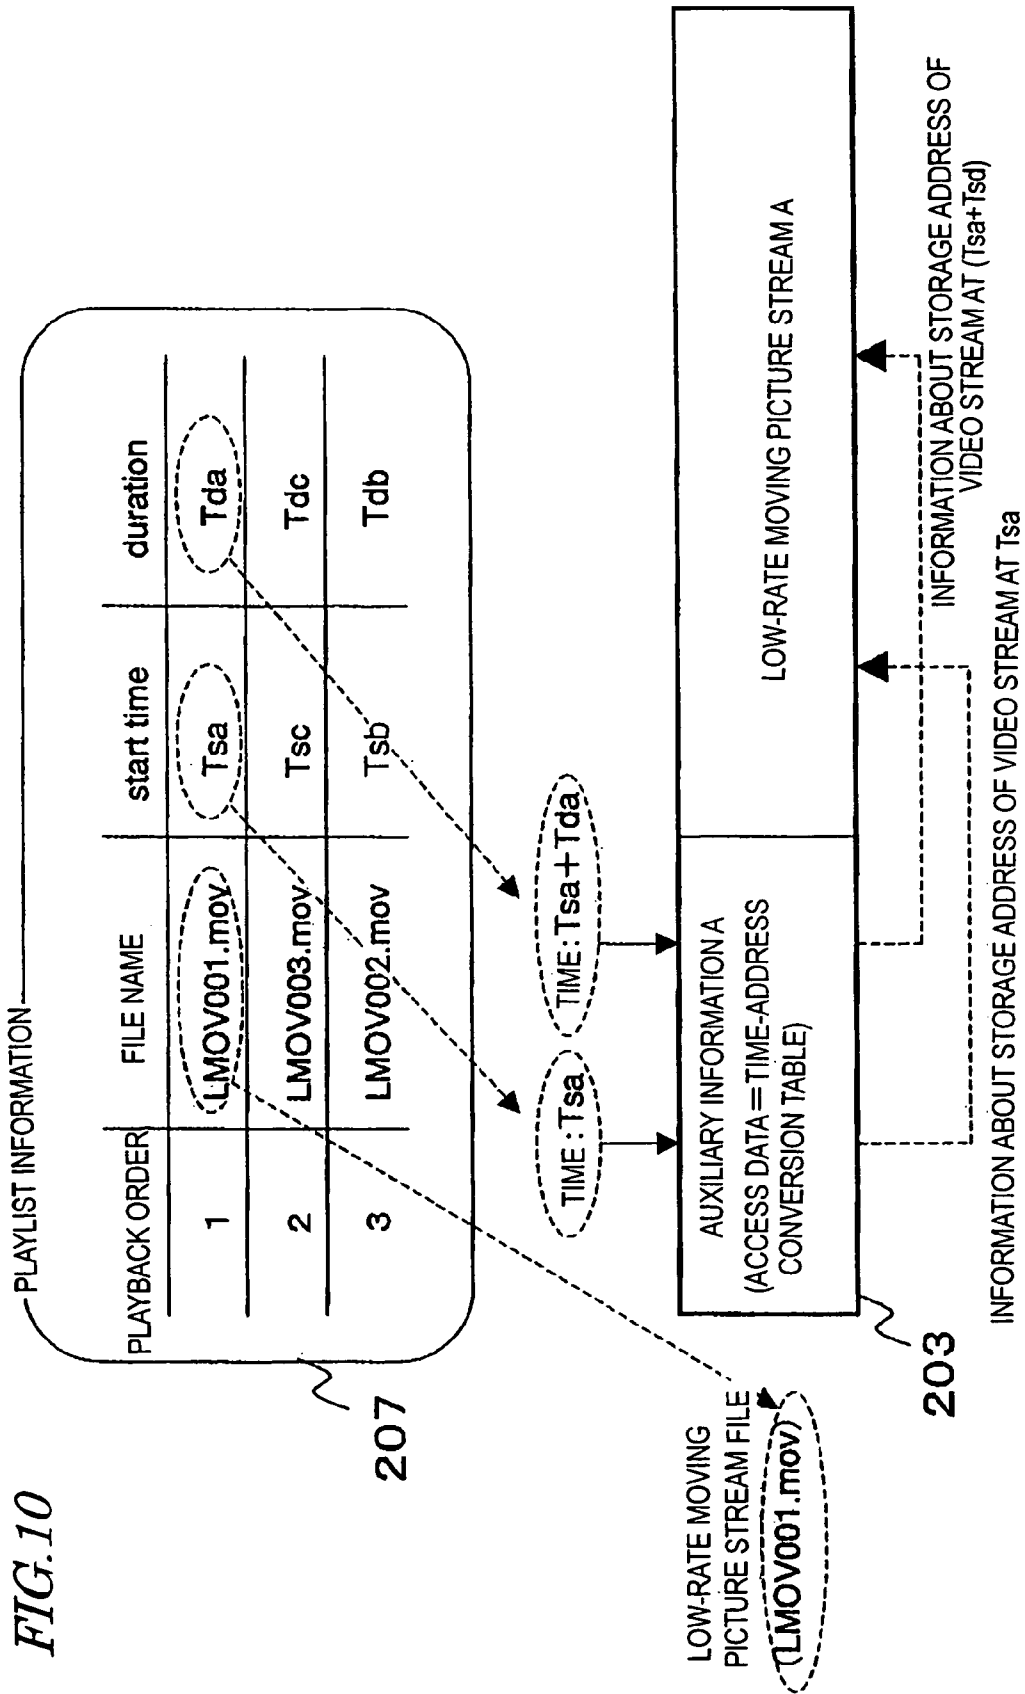 FIG.10
PLAYLIST INFORMATION
PLAYBACK ORDER FILE NAME start time duration
1 LMOV001.mov Tsa Tda
2 LMOV003.mov Tsc Tdc
3 LMOV002.mov Tsb Tdb
207
TIME:Tsa TIME:Tsa+Tda
LOW-RATE MOVING
PICTURE STREAM FILE
(LMOV001.mov)
AUXILIARY INFORMATION A
(ACCESS DATA=TIME-ADDRESS
CONVERSION TABLE)
LOW-RATE MOVING PICTURE STREAM A
203
INFORMATION ABOUT STORAGE ADDRESS OF
VIDEO STREAM AT (Tsa+Tsd)
INFORMATION ABOUT STORAGE ADDRESS OF VIDEO STREAM AT Tsa